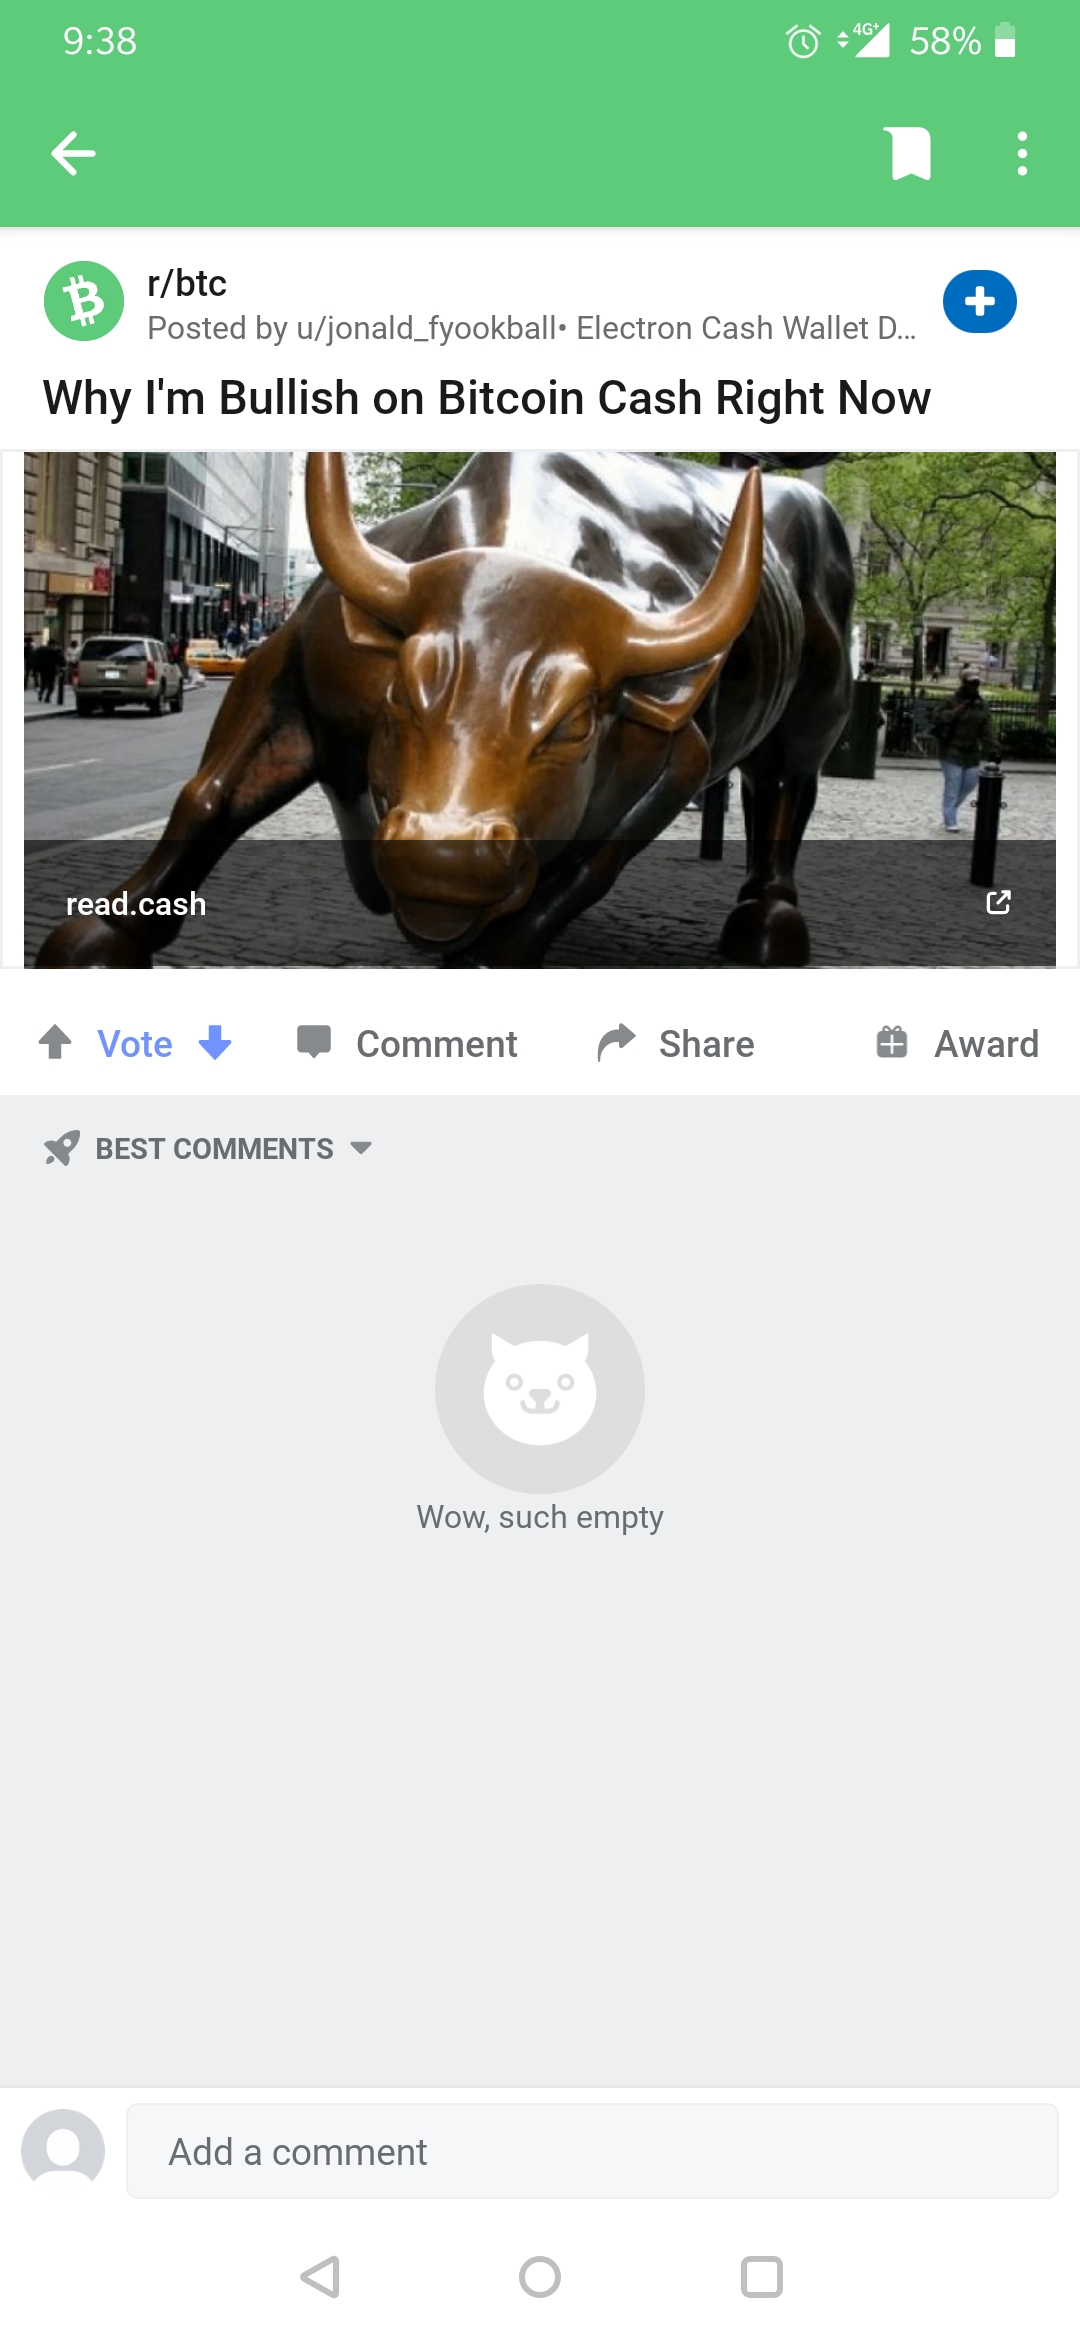 9:38
4G+ 58%
r/btc
Posted by u/jonald_fyookball• Electron Cash Wallet D...
Why I'm Bullish on Bitcoin Cash Right Now
read.cash
Vote Comment Share Award
BEST COMMENTS
Wow, such empty
Add a comment